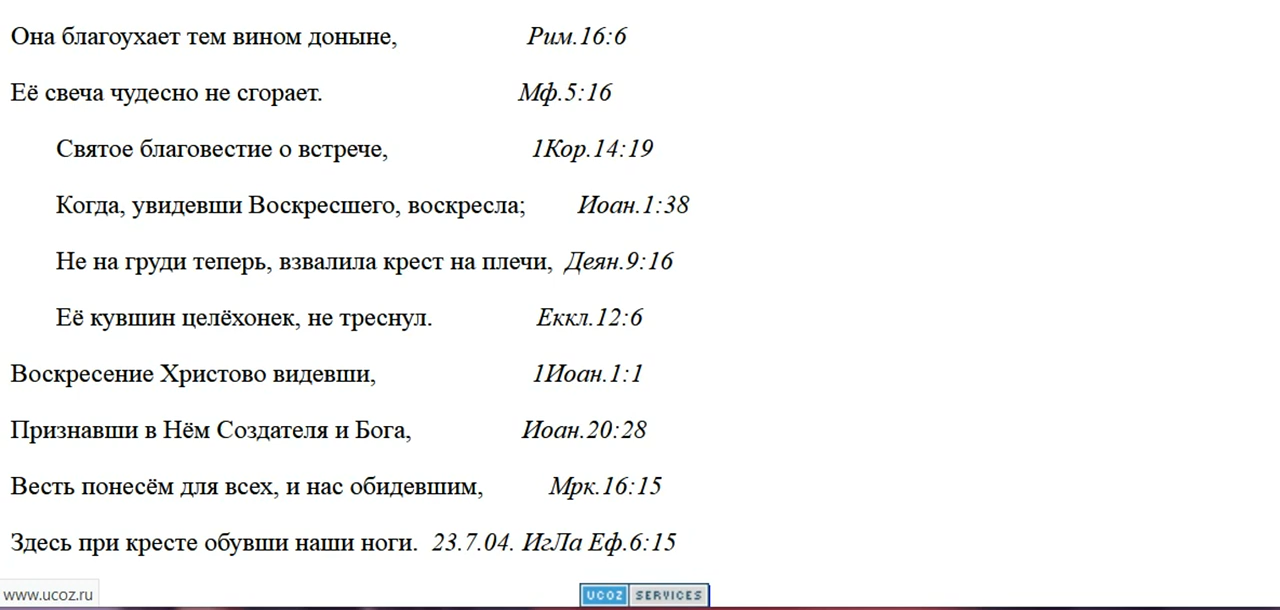 Она благоухает тем вином доныне, Рим.16:6
Её свеча чудесно не сгорает. Мф.5:16
Святое благовестие о встрече, 1Кор.14:19
Когда, увидевши Воскресшего, воскресла; Иоан.1:38
Не на груди теперь, взвалила крест на плечи, Деян.9:16
Её кувшин целёхонек, не треснул. Еккл.12:6
Воскресение Христово видевши, 1Иоан.1:1
Признавши в Нём Создателя и Бога, Иоан.20:28
Весть понесём для всех, и нас обидевшим, Мрк.16:15
Здесь при кресте обувши наши ноги. 23.7.04. ИгЛа Еф.6:15
www.ucoz.ru UCOZ SERVICES